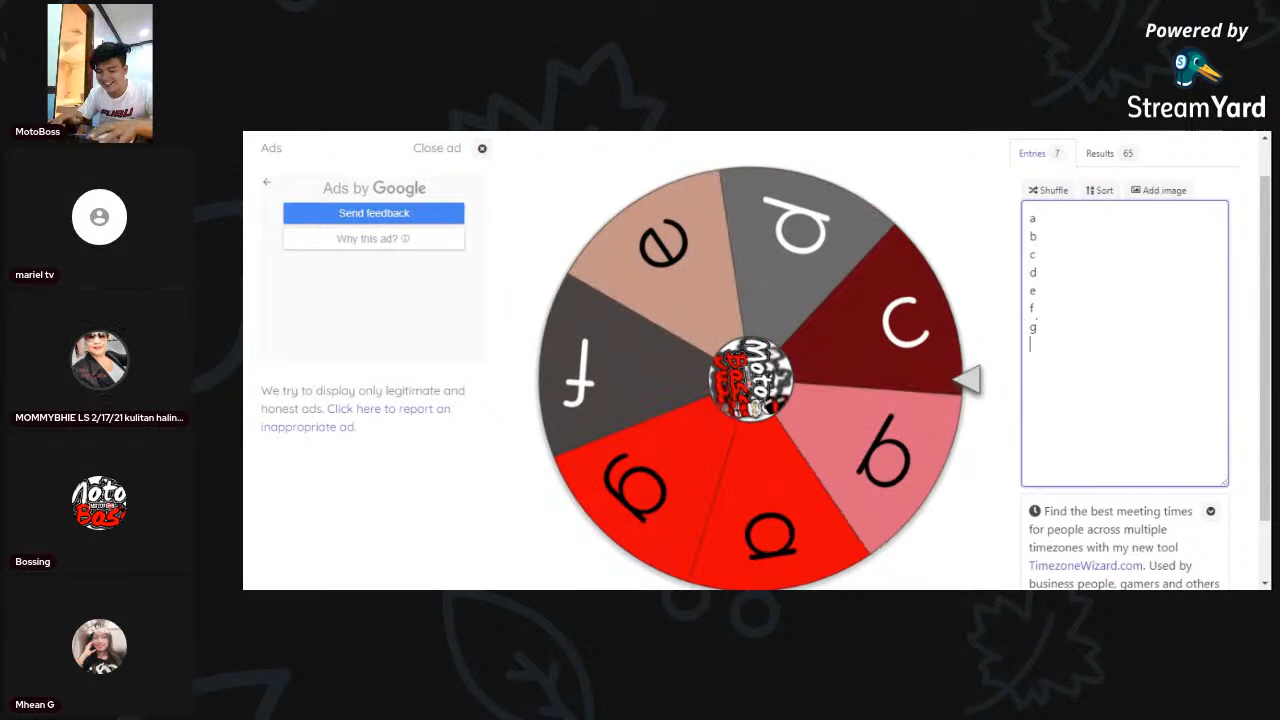 Powered by
StreamYard
MotoBoss
mariel tv
MOMMYBHIE LS 2/17/21 kulitan halin...
Moto
Bos
Bossing
Mhean G
Ads
Close ad
Ads by Google
Send feedback
Why this ad?
We try to display only legitimate and
honest ads. Click here to report an
inappropriate ad.
e
d
c
f
b
g
a
Moto
Entries 7
Results 65
Shuffle
Sort
Add image
a
b
c
d
e
f
g
Find the best meeting times
for people across multiple
timezones with my new tool
TimezoneWizard.com. Used by
business people, gamers and others